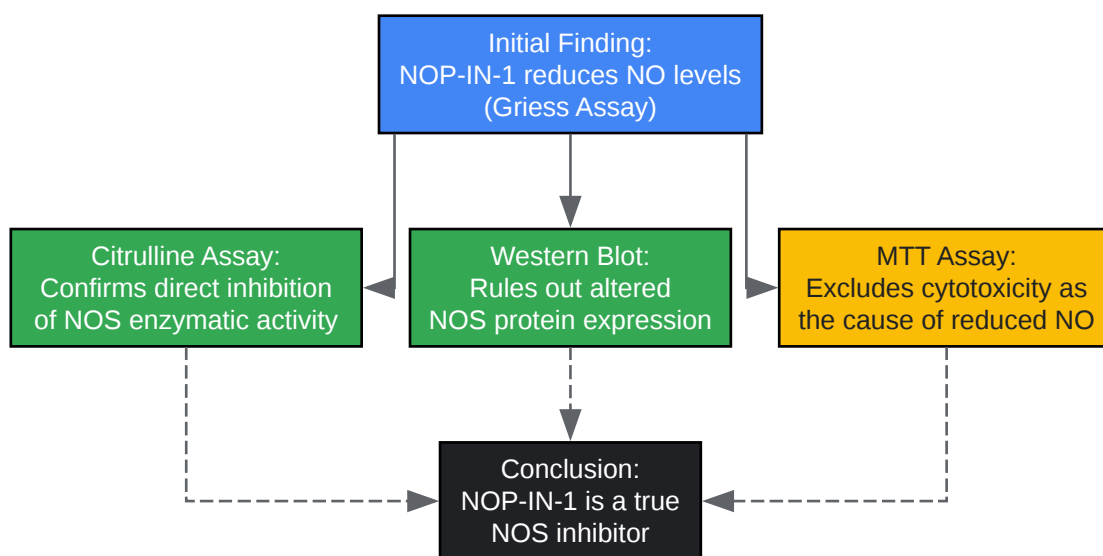 Initial Finding:
NOP-IN-1 reduces NO levels
(Griess Assay)
Citrulline Assay:
Confirms direct inhibition
of NOS enzymatic activity
Western Blot:
Rules out altered
NOS protein expression
MTT Assay:
Excludes cytotoxicity as
the cause of reduced NO
Conclusion:
NOP-IN-1 is a true
NOS inhibitor